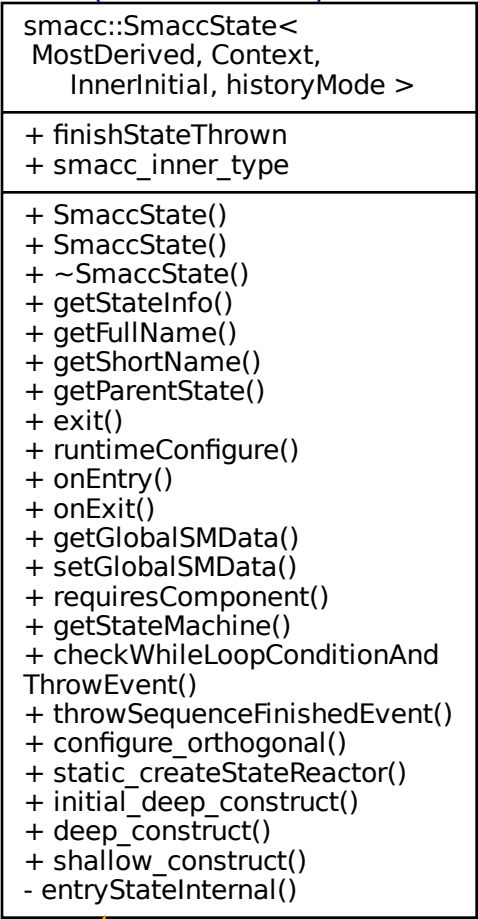 smacc::SmaccState<
MostDerived, Context,
InnerInitial, historyMode >
+ finishStateThrown
+ smacc_inner_type
+ SmaccState()
+ SmaccState()
+ ~SmaccState()
+ getStateInfo()
+ getFullName()
+ getShortName()
+ getParentState()
+ exit()
+ runtimeConfigure()
+ onEntry()
+ onExit()
+ getGlobalSMData()
+ setGlobalSMData()
+ requiresComponent()
+ getStateMachine()
+ checkWhileLoopConditionAnd
ThrowEvent()
+ throwSequenceFinishedEvent()
+ configure_orthogonal()
+ static_createStateReactor()
+ initial_deep_construct()
+ deep_construct()
+ shallow_construct()
- entryStateInternal()